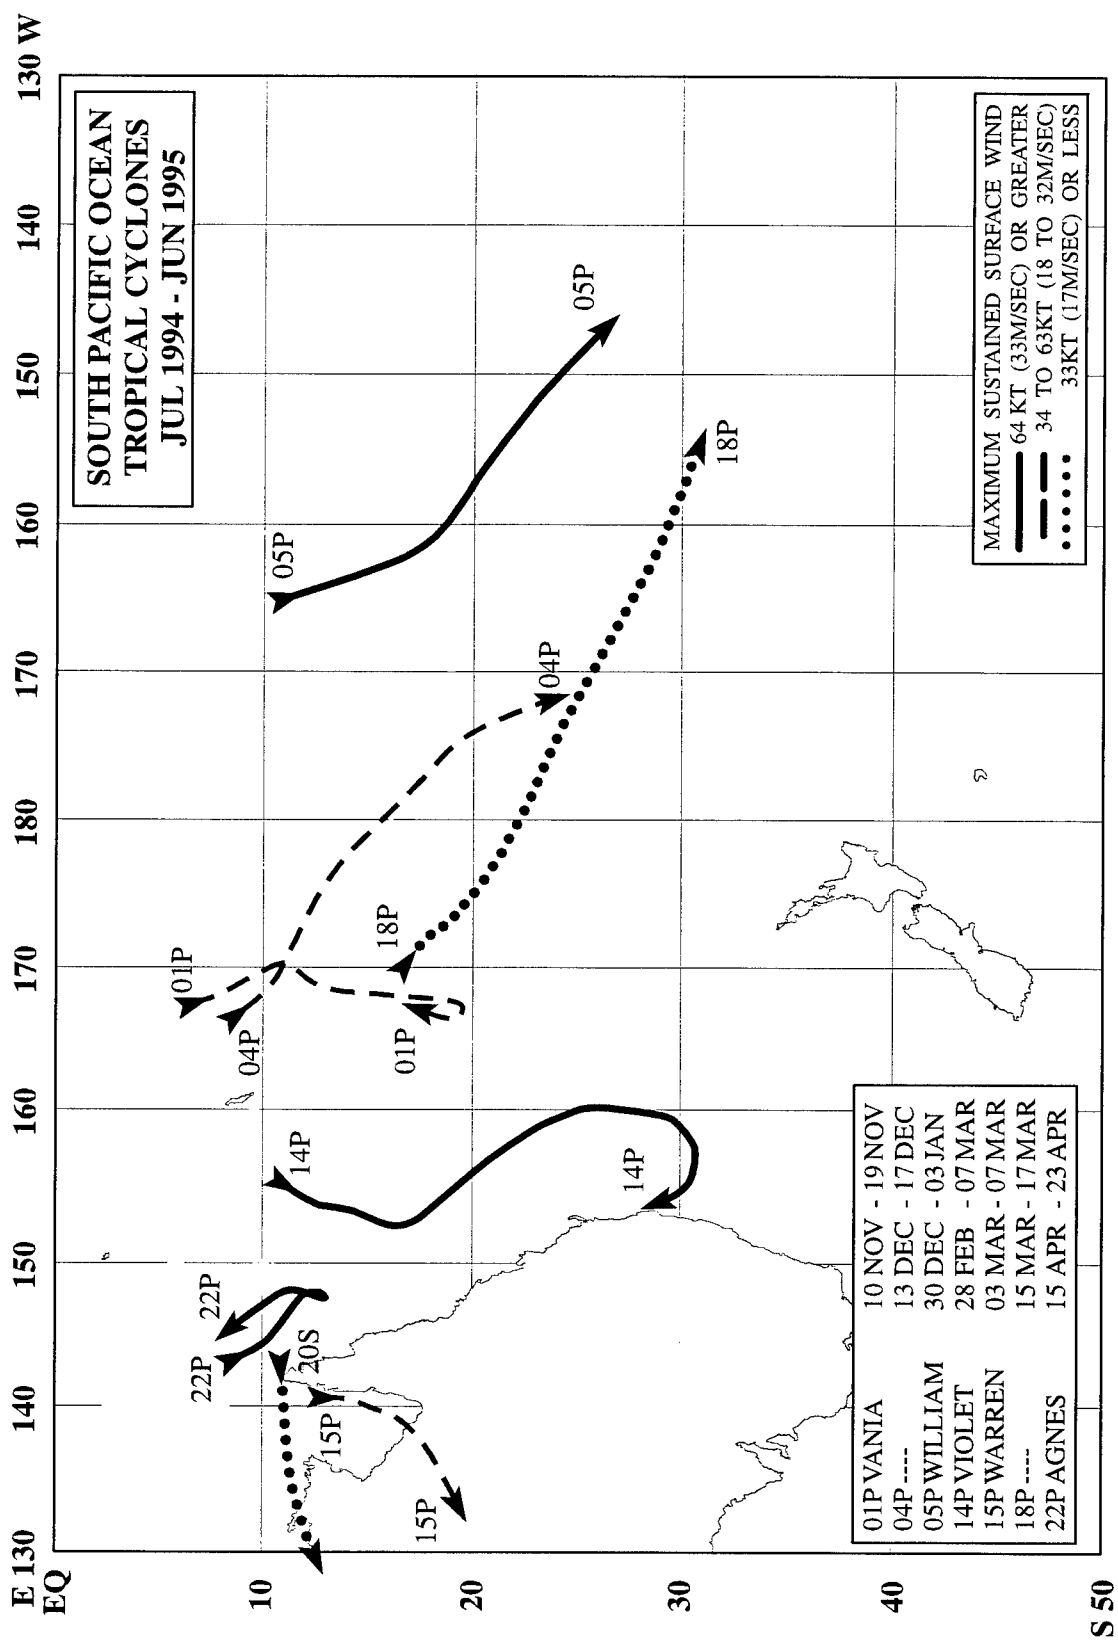 SOUTH PACIFIC OCEAN
TROPICAL CYCLONES
JUL 1994 - JUN 1995
E 130
140
150
160
170
180
170
160
150
140
130 W
EQ
10
20
30
40
S 50
22P
22P
20S
15P
15P
14P
14P
01P
04P
01P
18P
04P
18P
05P
05P
01P VANIA 10 NOV - 19 NOV
04P ---- 13 DEC - 17 DEC
05P WILLIAM 30 DEC - 03 JAN
14P VIOLET 28 FEB - 07 MAR
15P WARREN 03 MAR - 07 MAR
18P ---- 15 MAR - 17 MAR
22P AGNES 15 APR - 23 APR
MAXIMUM SUSTAINED SURFACE WIND
64 KT (33M/SEC) OR GREATER
34 TO 63KT (18 TO 32M/SEC)
33KT (17M/SEC) OR LESS